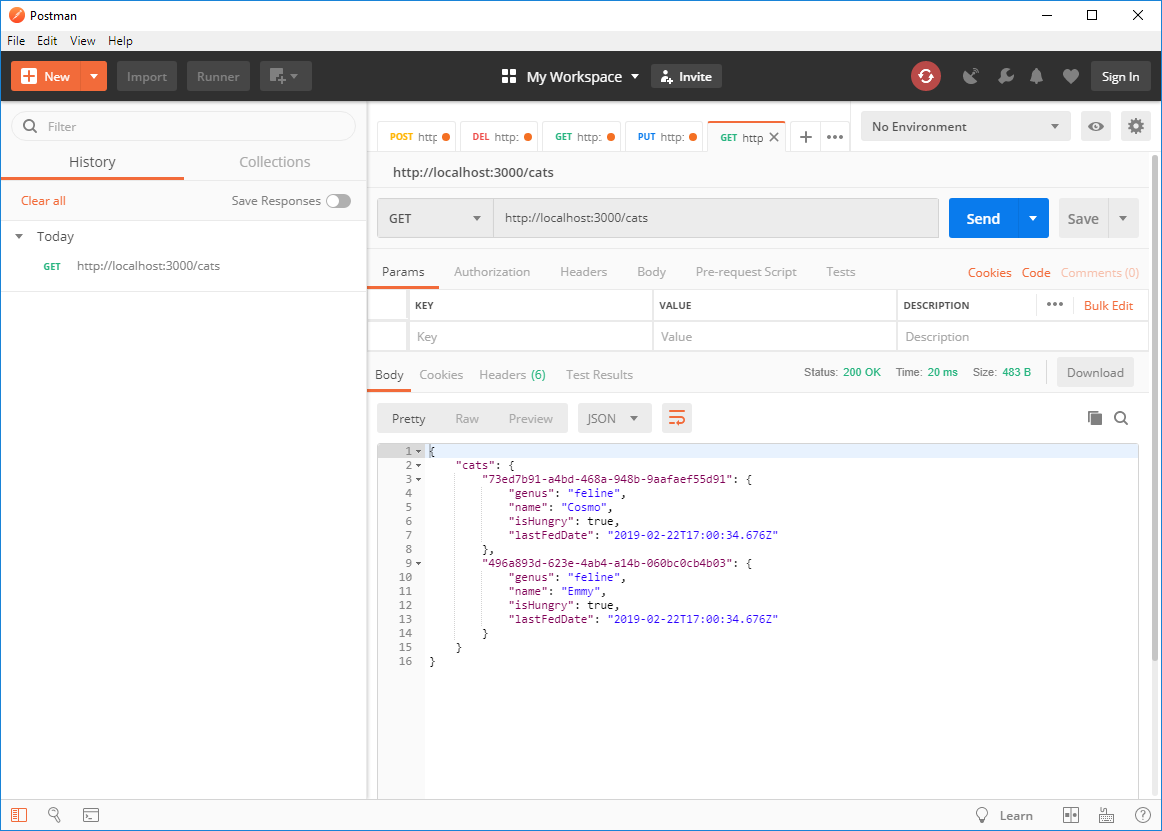 Postman
File Edit View Help
New Import Runner My Workspace Invite Sign In
Filter
History Collections
Clear all Save Responses
Today
GET http://localhost:3000/cats
POST http DEL http: GET http: PUT http: GET http No Environment
http://localhost:3000/cats
GET http://localhost:3000/cats Send Save
Params Authorization Headers Body Pre-request Script Tests Cookies Code Comments (0)
KEY VALUE DESCRIPTION Bulk Edit
Key Value Description
Body Cookies Headers (6) Test Results Status: 200 OK Time: 20 ms Size: 483 B Download
Pretty Raw Preview JSON
1 {
2 "cats": {
3 "73ed7b91-a4bd-468a-948b-9aafaef55d91": {
4 "genus": "feline",
5 "name": "Cosmo",
6 "isHungry": true,
7 "lastFedDate": "2019-02-22T17:00:34.676Z"
8 },
9 "496a893d-623e-4ab4-a14b-060bc0cb4b03": {
10 "genus": "feline",
11 "name": "Emmy",
12 "isHungry": true,
13 "lastFedDate": "2019-02-22T17:00:34.676Z"
14 }
15 }
16 }
Learn